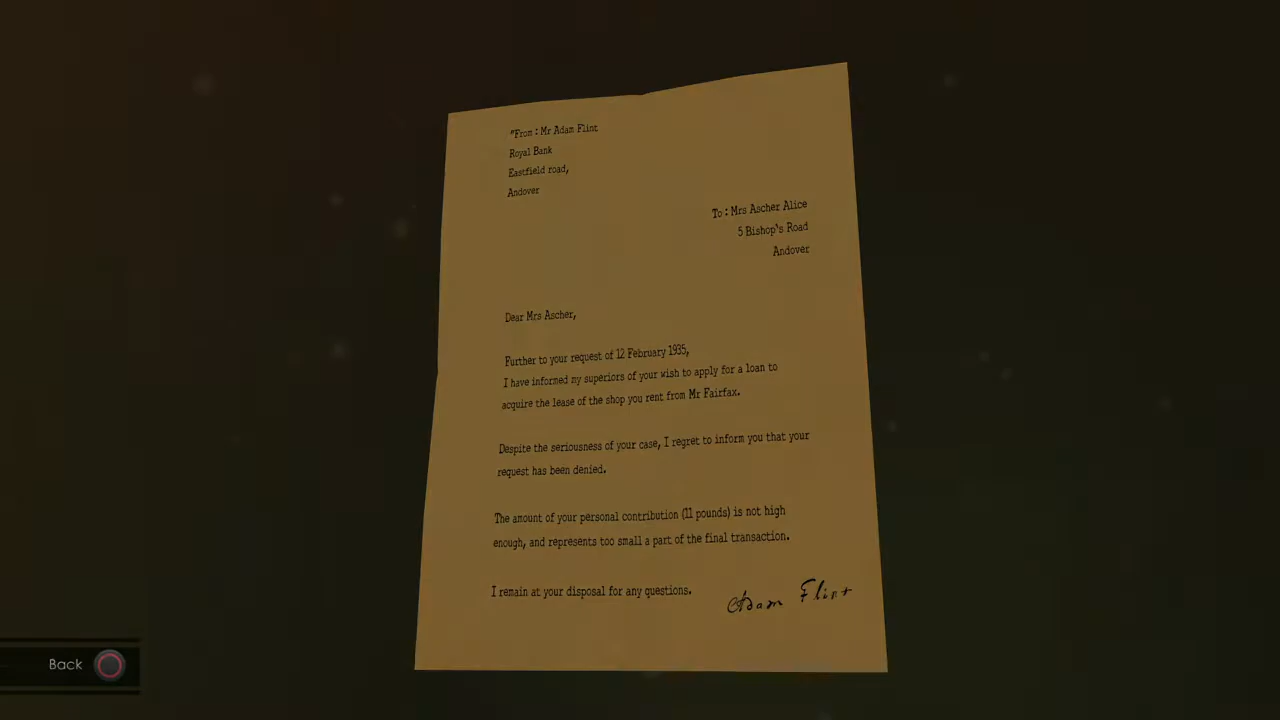 "From : Mr Adam Flint
Royal Bank
Eastfield road,
Andover
To : Mrs Ascher Alice
5 Bishop's Road
Andover
Dear Mrs Ascher,
Further to your request of 12 February 1935,
I have informed my superiors of your wish to apply for a loan to
acquire the lease of the shop you rent from Mr Fairfax.
Despite the seriousness of your case, I regret to inform you that your
request has been denied.
The amount of your personal contribution (11 pounds) is not high
enough, and represents too small a part of the final transaction.
I remain at your disposal for any questions.
Adam Flint
Back